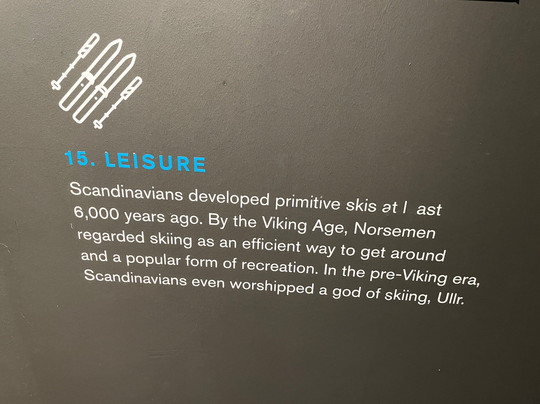 15. LEISURE
Scandinavians developed primitive skis at l ast
6,000 years ago. By the Viking Age, Norsemen
regarded skiing as an efficient way to get around
and a popular form of recreation. In the pre-Viking era,
Scandinavians even worshipped a god of skiing, Ullr.